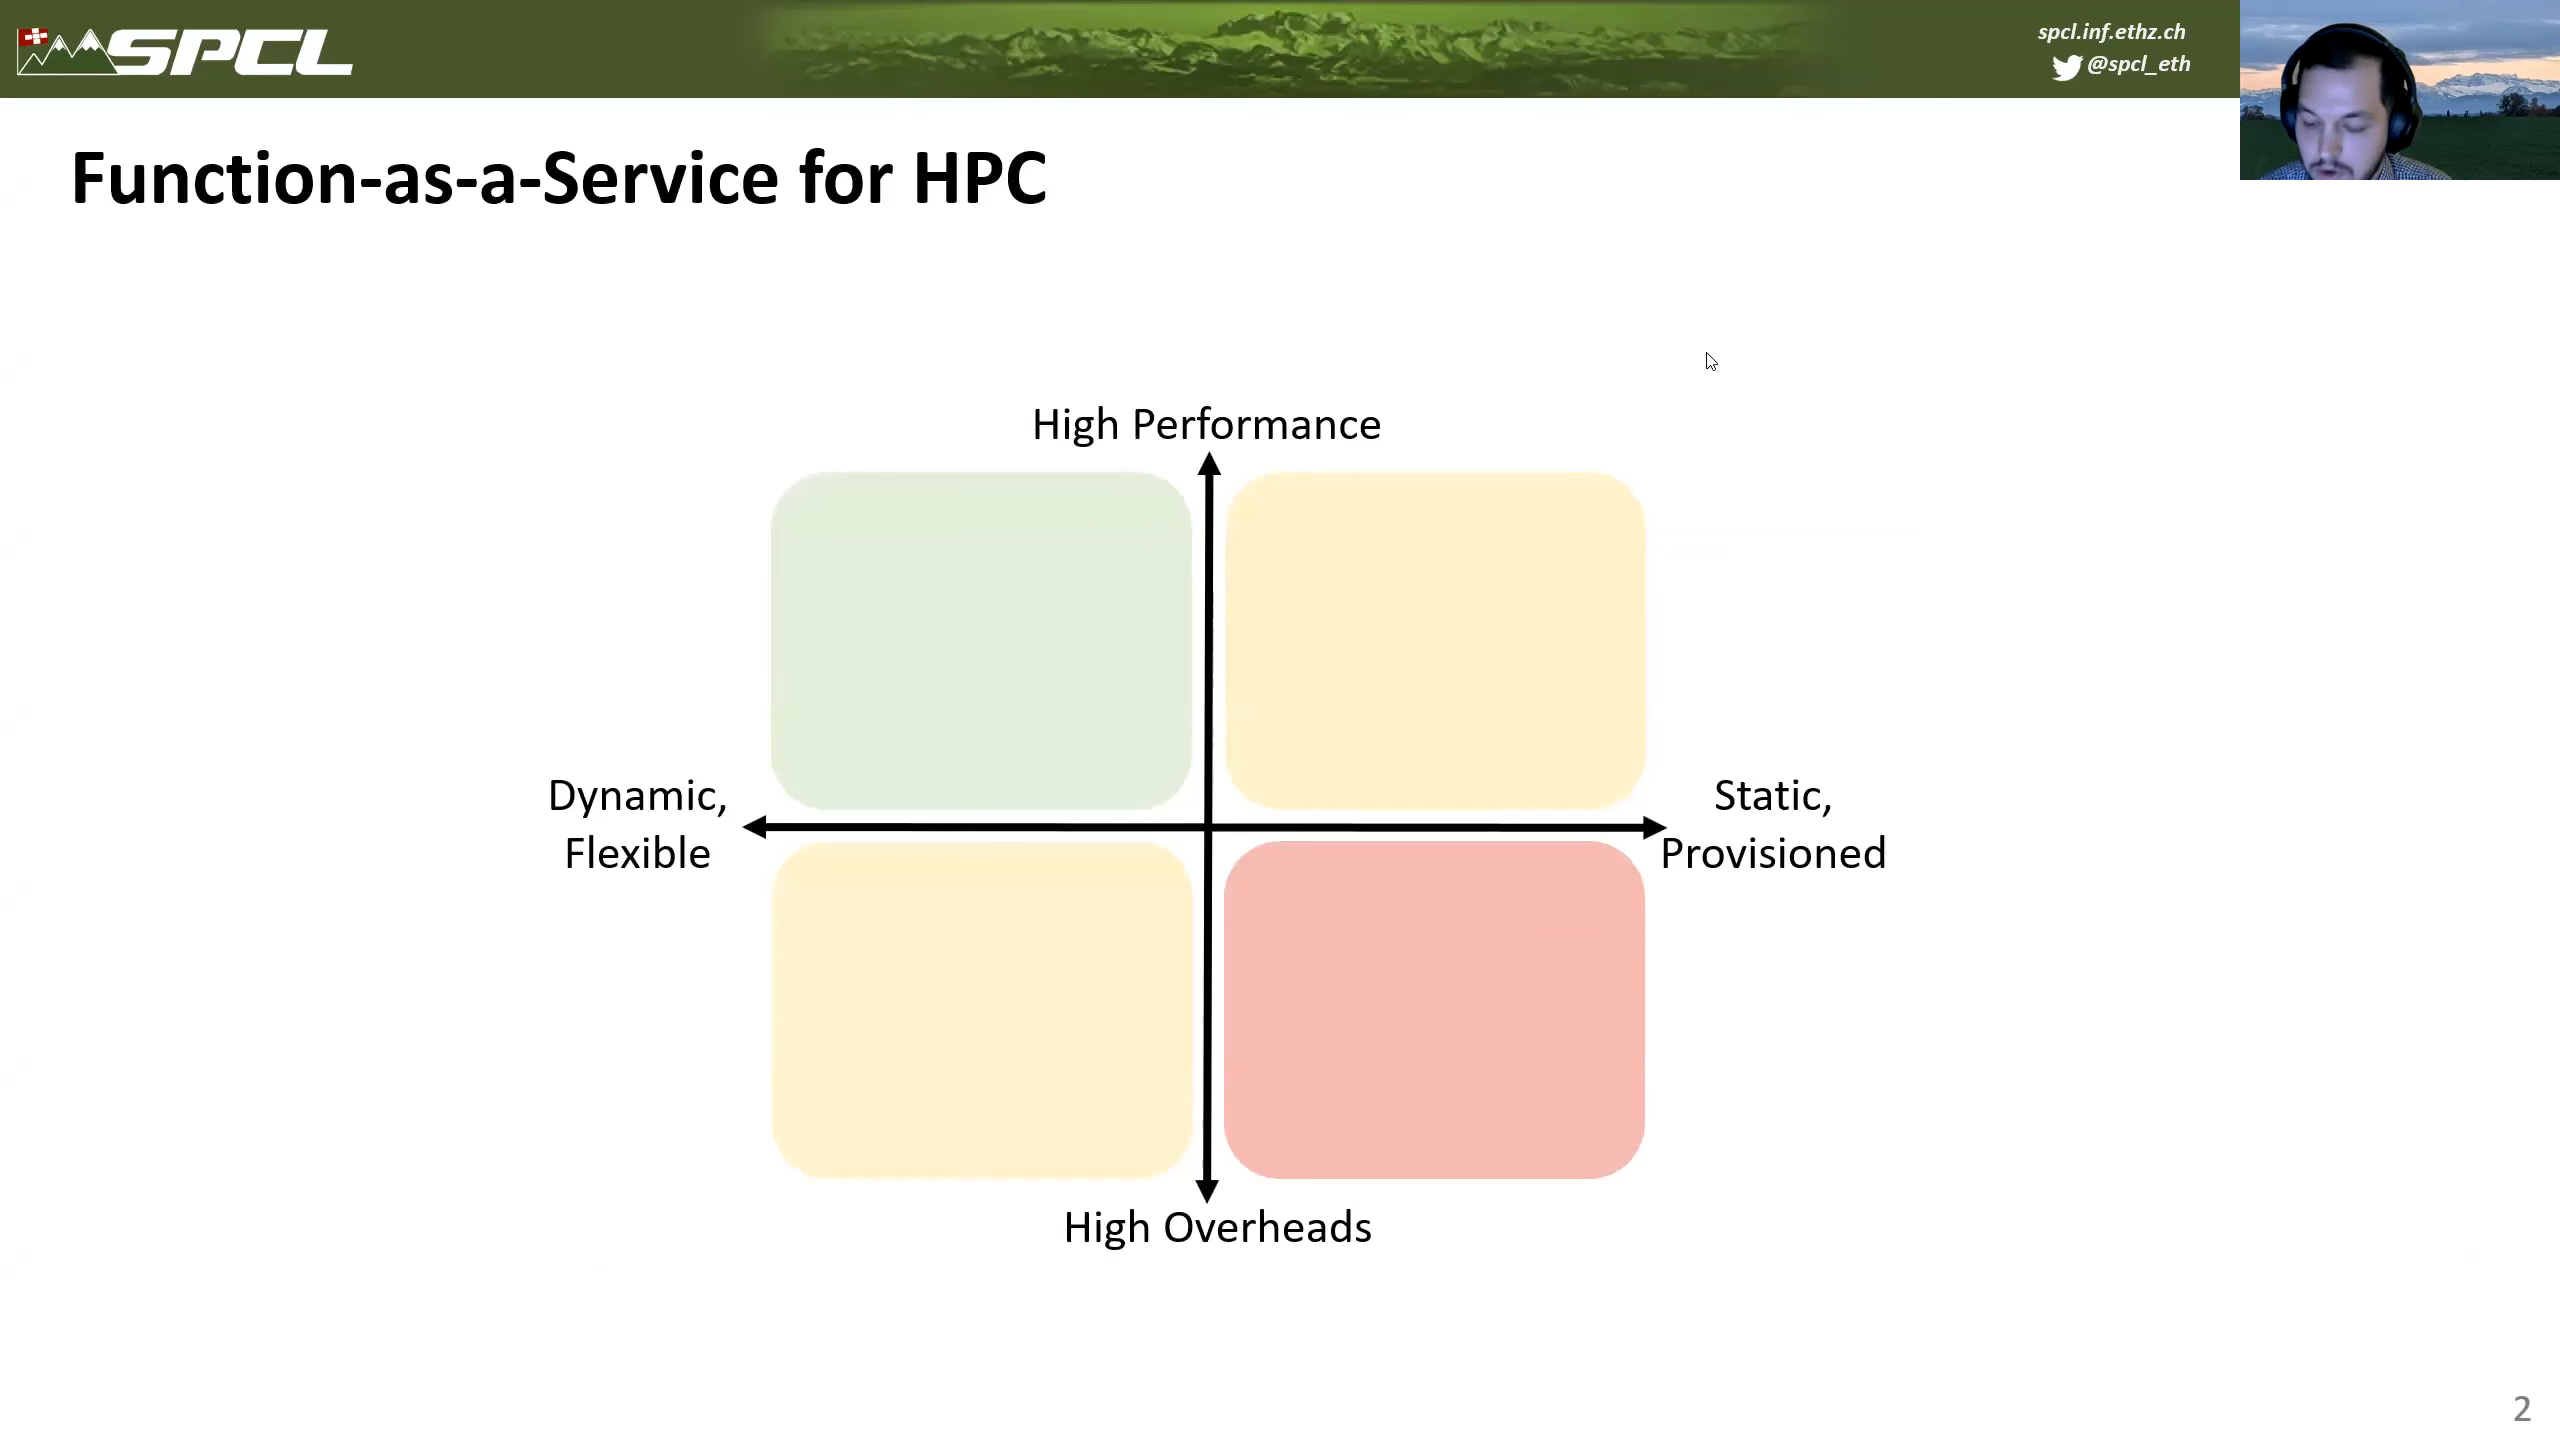 SPCL
spcl.inf.ethz.ch
@spcl_eth
Function-as-a-Service for HPC
High Performance
Dynamic,
Flexible
Static,
Provisioned
High Overheads
2